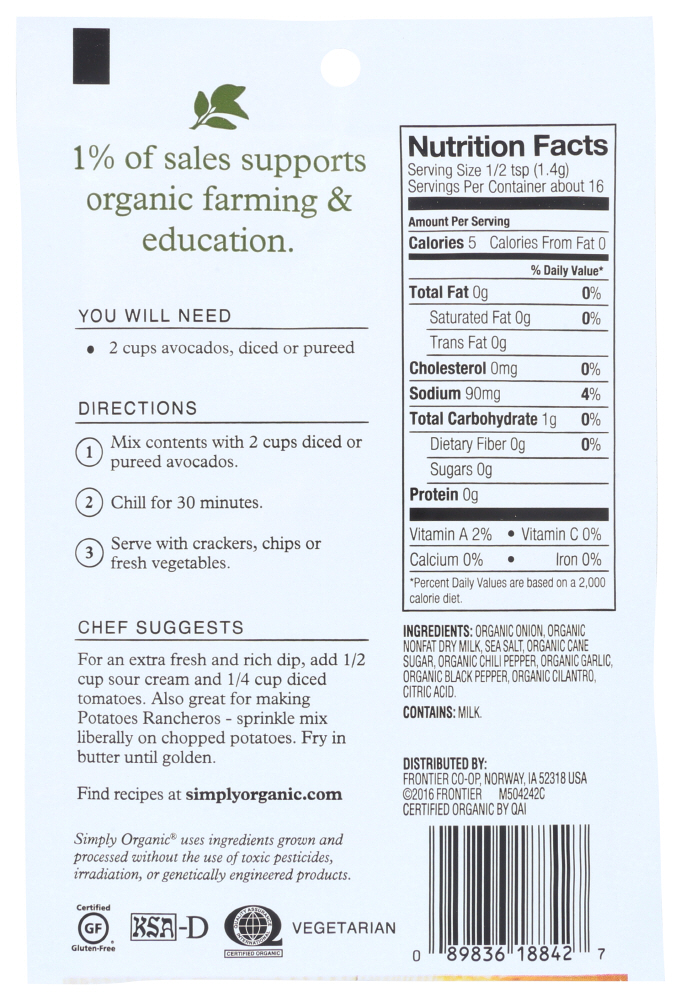 1% of sales supports
organic farming &
education.
YOU WILL NEED
• 2 cups avocados, diced or pureed
DIRECTIONS
1 Mix contents with 2 cups diced or
pureed avocados.
2 Chill for 30 minutes.
3 Serve with crackers, chips or
fresh vegetables.
CHEF SUGGESTS
For an extra fresh and rich dip, add 1/2
cup sour cream and 1/4 cup diced
tomatoes. Also great for making
Potatoes Rancheros - sprinkle mix
liberally on chopped potatoes. Fry in
butter until golden.
Find recipes at simplyorganic.com
Simply Organic® uses ingredients grown and
processed without the use of toxic pesticides,
irradiation, or genetically engineered products.
Certified
GF
Gluten-Free
KSA-D
QUALITY ASSURANCE
INTERNATIONAL
CERTIFIED ORGANIC
VEGETARIAN
Nutrition Facts
Serving Size 1/2 tsp (1.4g)
Servings Per Container about 16
Amount Per Serving
Calories 5 Calories From Fat 0
% Daily Value*
Total Fat 0g 0%
Saturated Fat 0g 0%
Trans Fat 0g
Cholesterol 0mg 0%
Sodium 90mg 4%
Total Carbohydrate 1g 0%
Dietary Fiber 0g 0%
Sugars 0g
Protein 0g
Vitamin A 2% • Vitamin C 0%
Calcium 0% • Iron 0%
*Percent Daily Values are based on a 2,000
calorie diet.
INGREDIENTS: ORGANIC ONION, ORGANIC
NONFAT DRY MILK, SEA SALT, ORGANIC CANE
SUGAR, ORGANIC CHILI PEPPER, ORGANIC GARLIC,
ORGANIC BLACK PEPPER, ORGANIC CILANTRO,
CITRIC ACID.
CONTAINS: MILK.
DISTRIBUTED BY:
FRONTIER CO-OP, NORWAY, IA 52318 USA
©2016 FRONTIER M504242C
CERTIFIED ORGANIC BY QAI
0 89836 18842 7